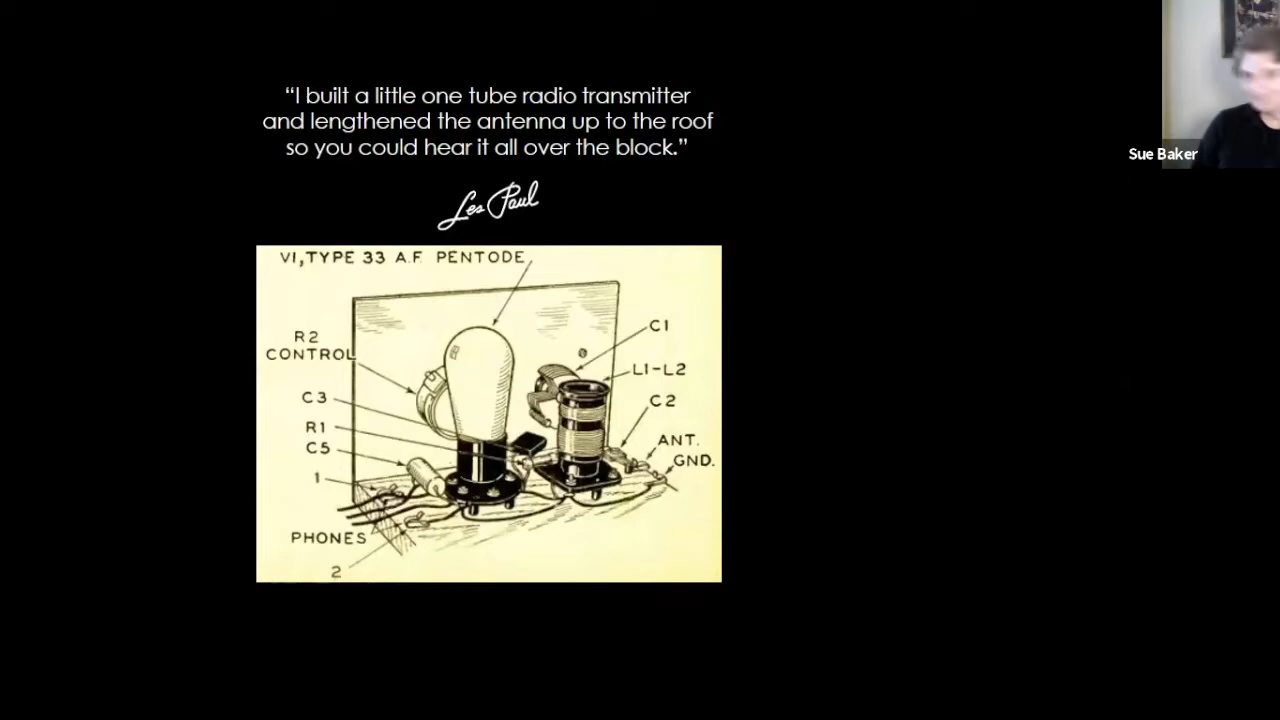 “I built a little one tube radio transmitter
and lengthened the antenna up to the roof
so you could hear it all over the block.”
Les Paul
Sue Baker
V1, TYPE 33 A.F. PENTODE
R2
CONTROL
C3
R1
C5
1
PHONES
2
C1
L1-L2
C2
ANT.
GND.